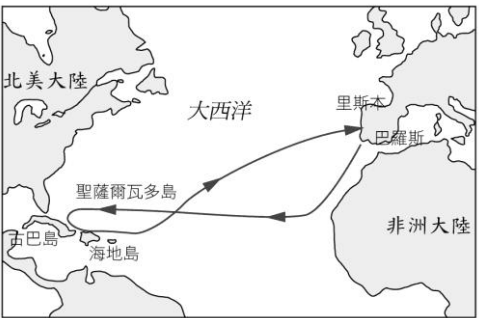 北美大陸
大西洋
里斯本
巴羅斯
聖薩爾瓦多島
古巴島
海地島
非洲大陸